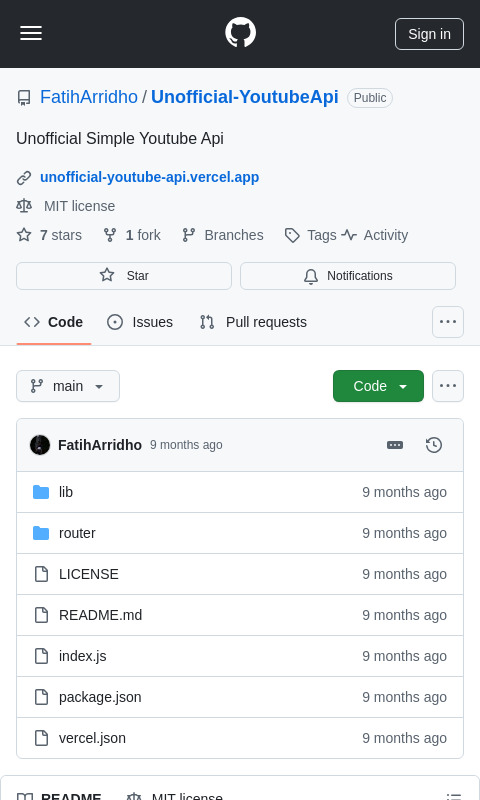 Sign in
FatihArridho / Unofficial-YoutubeApi Public
Unofficial Simple Youtube Api
unofficial-youtube-api.vercel.app
MIT license
7 stars 1 fork Branches Tags Activity
Star Notifications
Code Issues Pull requests
main Code
FatihArridho 9 months ago
lib 9 months ago
router 9 months ago
LICENSE 9 months ago
README.md 9 months ago
index.js 9 months ago
package.json 9 months ago
vercel.json 9 months ago
README MIT license